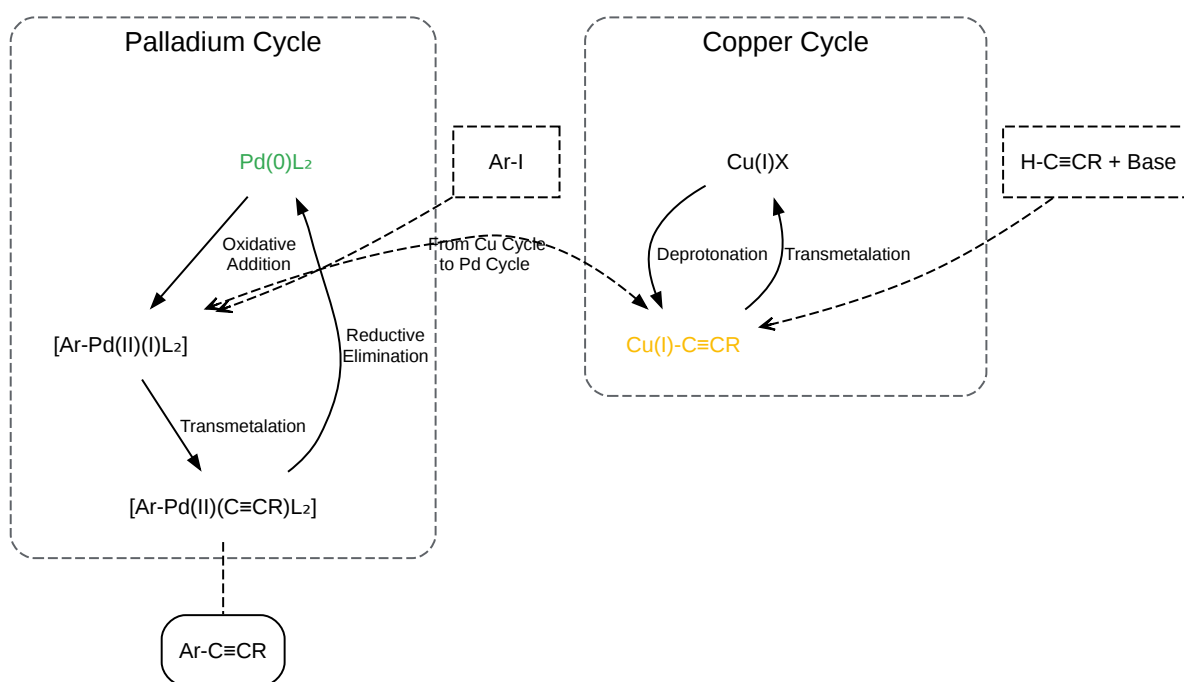 Palladium Cycle
Copper Cycle
Pd(0)L₂
Ar-I
Cu(I)X
H-C≡CR + Base
Oxidative
Addition
From Cu Cycle
to Pd Cycle
Deprotonation
Transmetalation
[Ar-Pd(II)(I)L₂]
Reductive
Elimination
Cu(I)-C≡CR
Transmetalation
[Ar-Pd(II)(C≡CR)L₂]
Ar-C≡CR